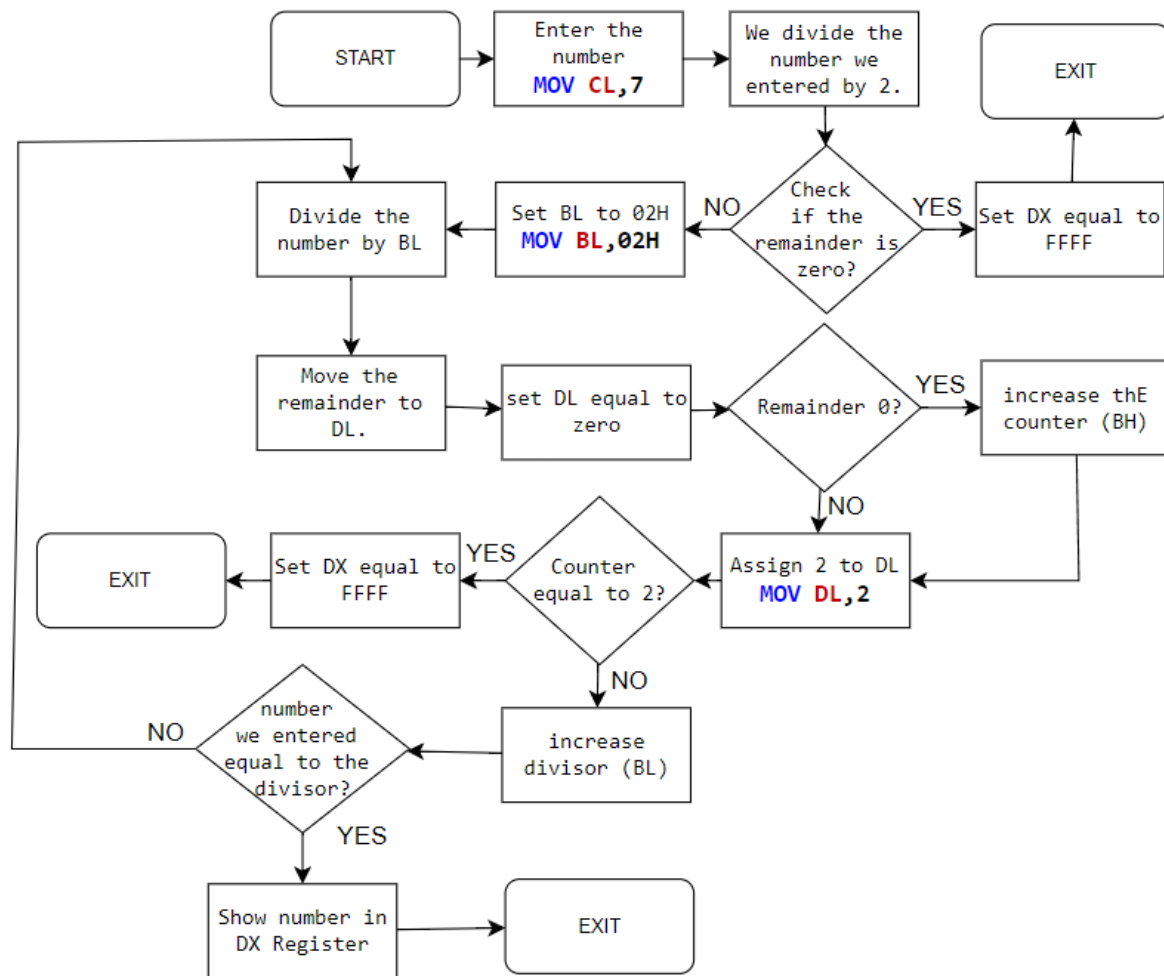 START
Enter the
number
MOV CL,7
We divide the
number we
entered by 2.
EXIT
Check
if the
remainder is
zero?
YES
Set DX equal to
FFFF
NO
Set BL to 02H
MOV BL,02H
Divide the
number by BL
Move the
remainder to
DL.
set DL equal to
zero
Remainder 0?
YES
increase thE
counter (BH)
NO
Assign 2 to DL
MOV DL,2
Counter
equal to 2?
YES
Set DX equal to
FFFF
EXIT
NO
increase
divisor (BL)
number
we entered
equal to the
divisor?
NO
YES
Show number in
DX Register
EXIT